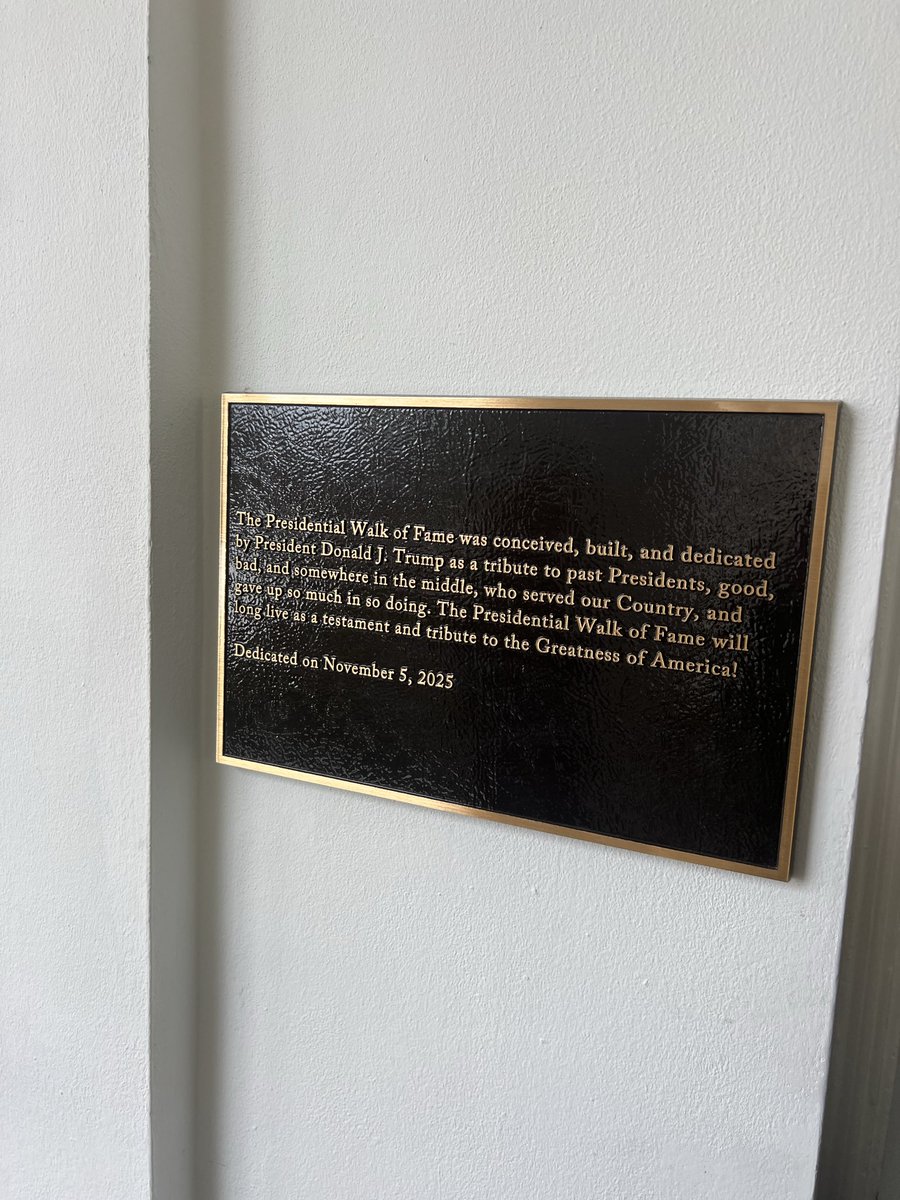 The Presidential Walk of Fame was conceived, built, and dedicated
by President Donald J. Trump as a tribute to past Presidents, good,
bad, and somewhere in the middle, who served our Country, and
gave up so much in so doing. The Presidential Walk of Fame will
long live as a testament and tribute to the Greatness of America!
Dedicated on November 5, 2025